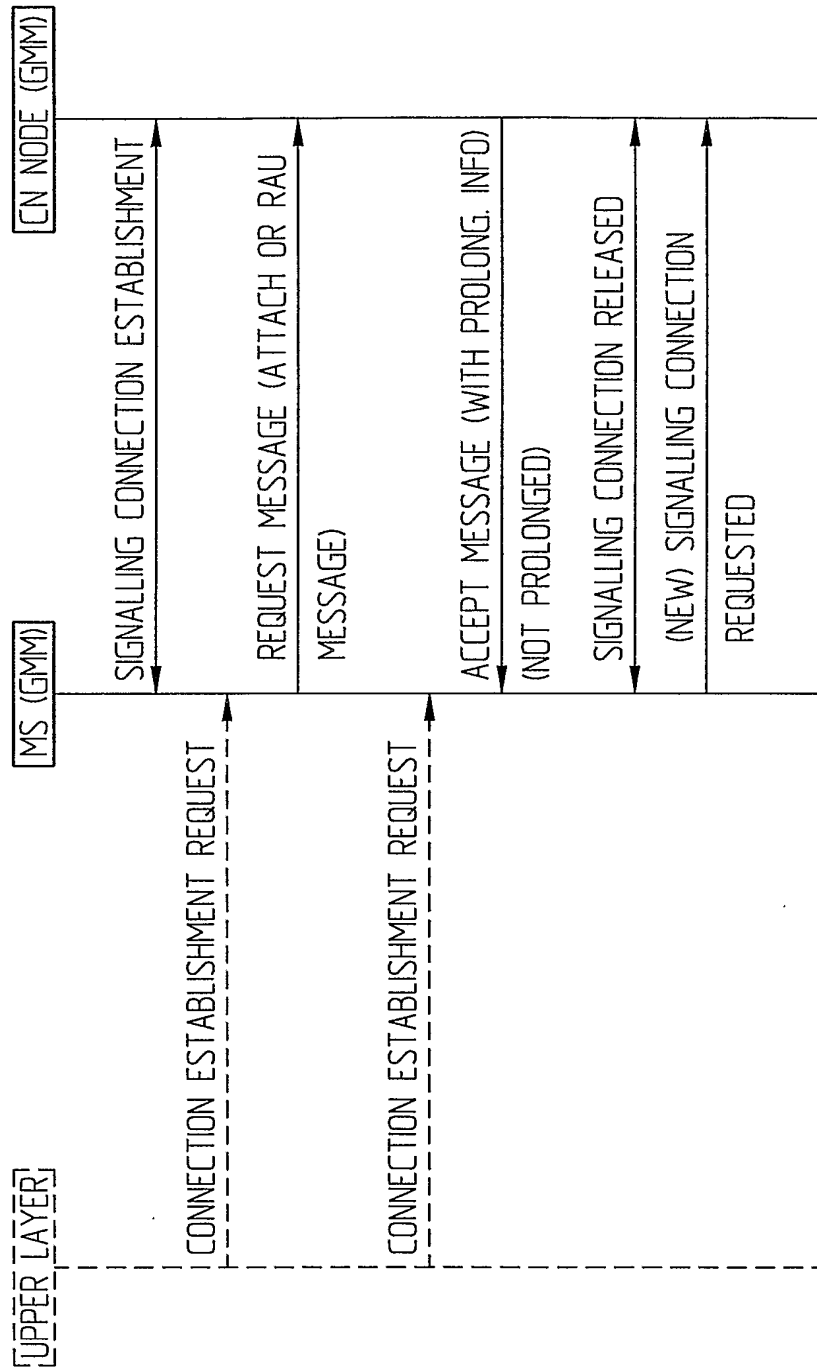 UPPER LAYER
MS (GMM)
CN NODE (GMM)
SIGNALLING CONNECTION ESTABLISHMENT
CONNECTION ESTABLISHMENT REQUEST
REQUEST MESSAGE (ATTACH OR RAU
MESSAGE)
CONNECTION ESTABLISHMENT REQUEST
ACCEPT MESSAGE (WITH PROLONG. INFO)
(NOT PROLONGED)
SIGNALLING CONNECTION RELEASED
(NEW) SIGNALLING CONNECTION
REQUESTED